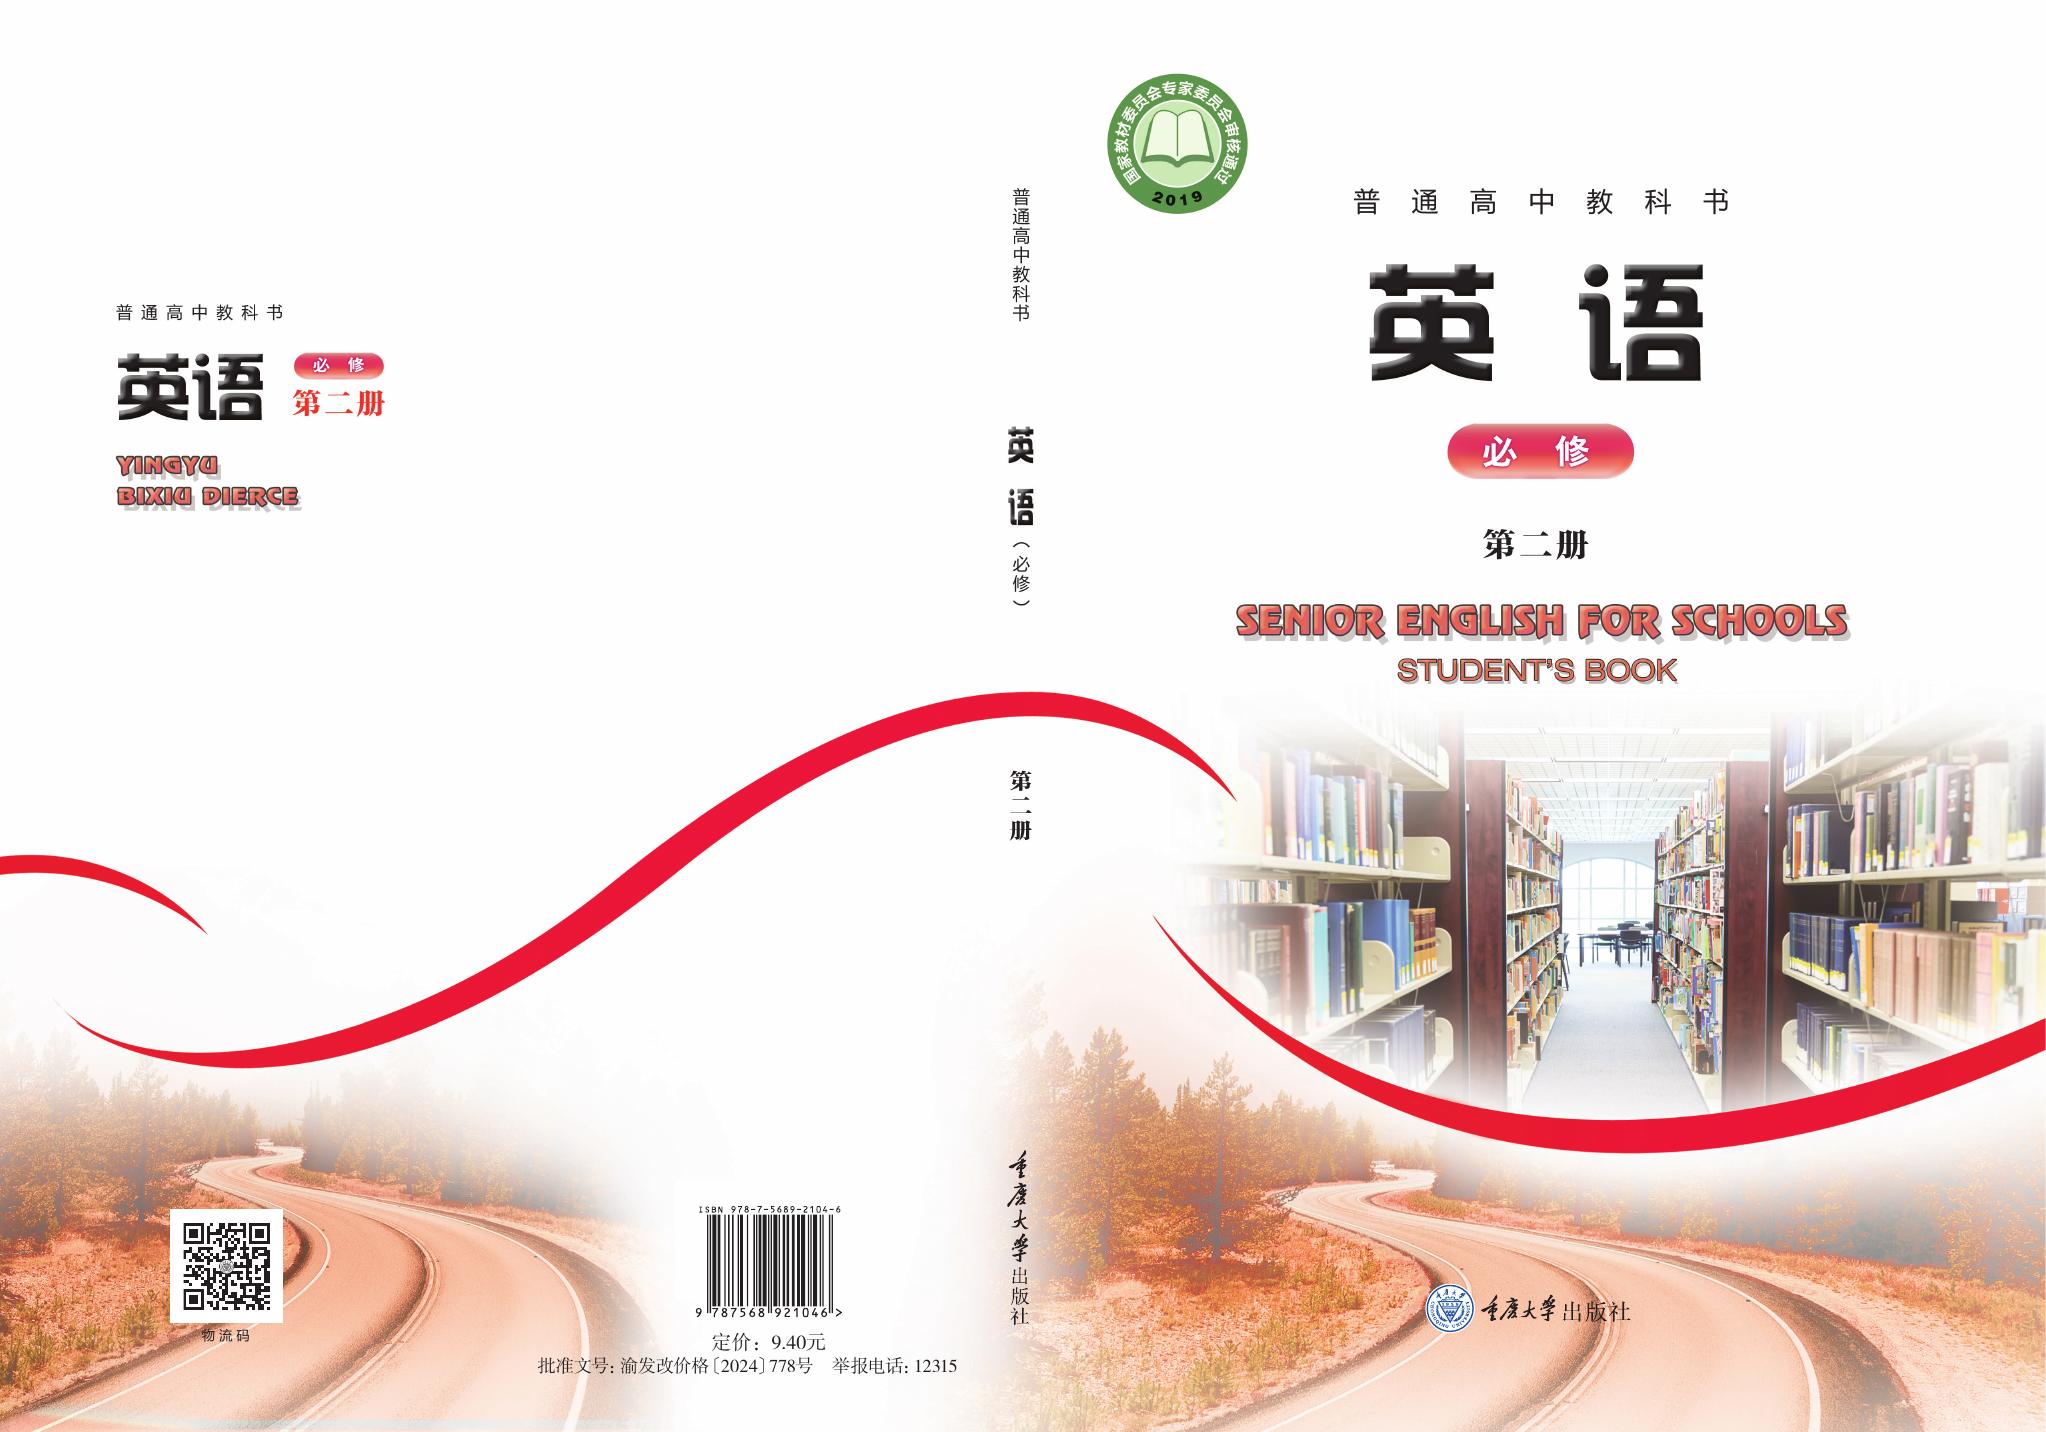 普通高中教科书
英语
必修
第二册
YINGYU
BIXIU DIERCE
物流码
ISBN 978-7-5689-2104-6
9 787568 921046 >
定价：9.40元
批准文号：渝发改价格〔2024〕778号 举报电话：12315
普通高中教科书
英语（必修）
第二册
重庆大学出版社
国家教材委员会专家委员会审核通过
2019
普通高中教科书
英语
必修
第二册
SENIOR ENGLISH FOR SCHOOLS
STUDENT'S BOOK
重庆大学出版社